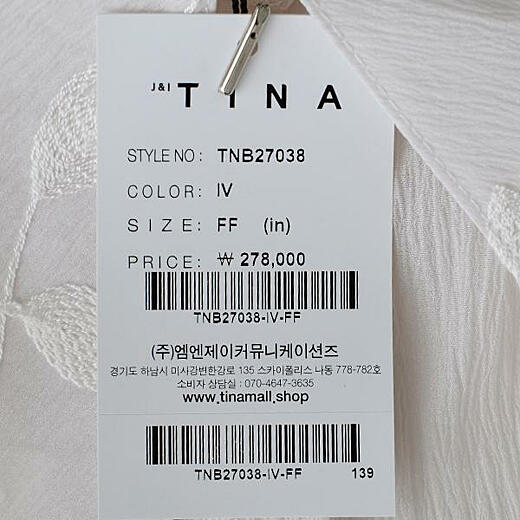 J&I TINA
STYLE NO : TNB27038
COLOR: IV
SIZE: FF (in)
PRICE: ₩ 278,000
TNB27038-IV-FF
(주)엠엔제이커뮤니케이션즈
경기도 하남시 미사강변한강로 135 스카이폴리스 나동 778-782호
소비자 상담실 : 070-4647-3635
www.tinamall.shop
TNB27038-IV-FF 139